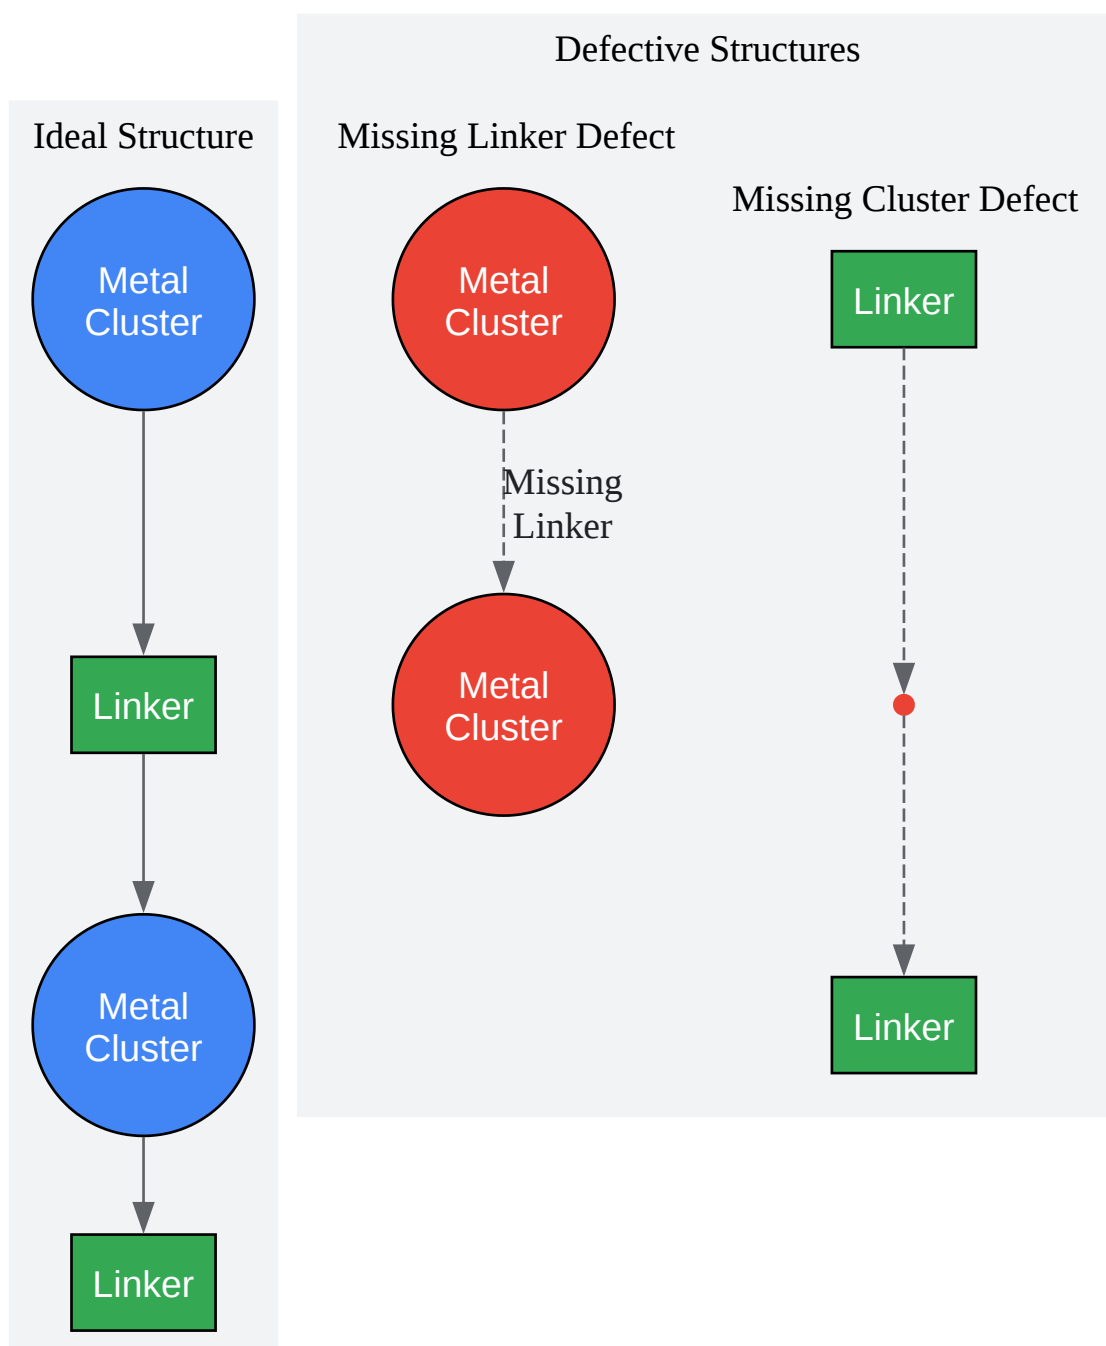 Ideal Structure
Metal
Cluster
Linker
Metal
Cluster
Linker
Defective Structures
Missing Linker Defect
Metal
Cluster
Missing
Linker
Metal
Cluster
Missing Cluster Defect
Linker
Linker